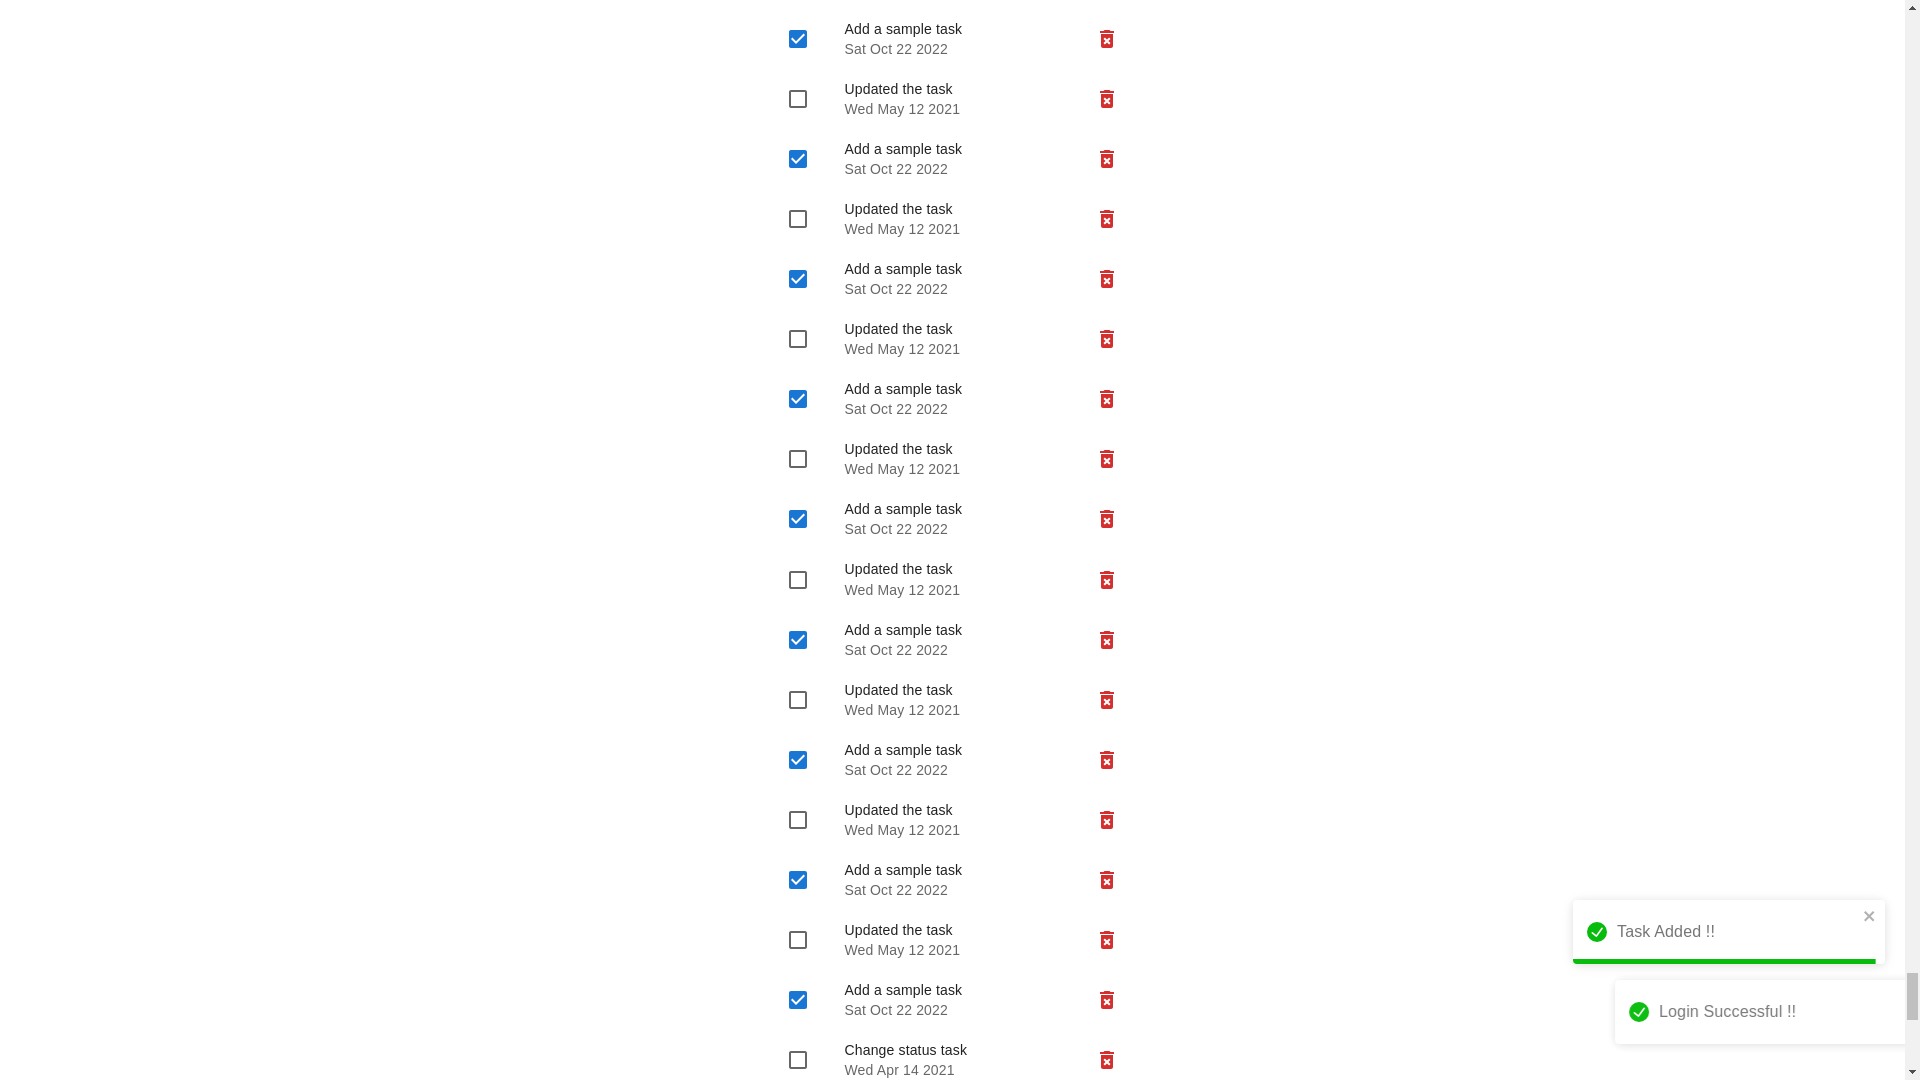 Add a sample task
Sat Oct 22 2022
Updated the task
Wed May 12 2021
Add a sample task
Sat Oct 22 2022
Updated the task
Wed May 12 2021
Add a sample task
Sat Oct 22 2022
Updated the task
Wed May 12 2021
Add a sample task
Sat Oct 22 2022
Updated the task
Wed May 12 2021
Add a sample task
Sat Oct 22 2022
Updated the task
Wed May 12 2021
Add a sample task
Sat Oct 22 2022
Updated the task
Wed May 12 2021
Add a sample task
Sat Oct 22 2022
Updated the task
Wed May 12 2021
Add a sample task
Sat Oct 22 2022
Updated the task
Wed May 12 2021
Add a sample task
Sat Oct 22 2022
Change status task
Wed Apr 14 2021
Task Added !!
Login Successful !!